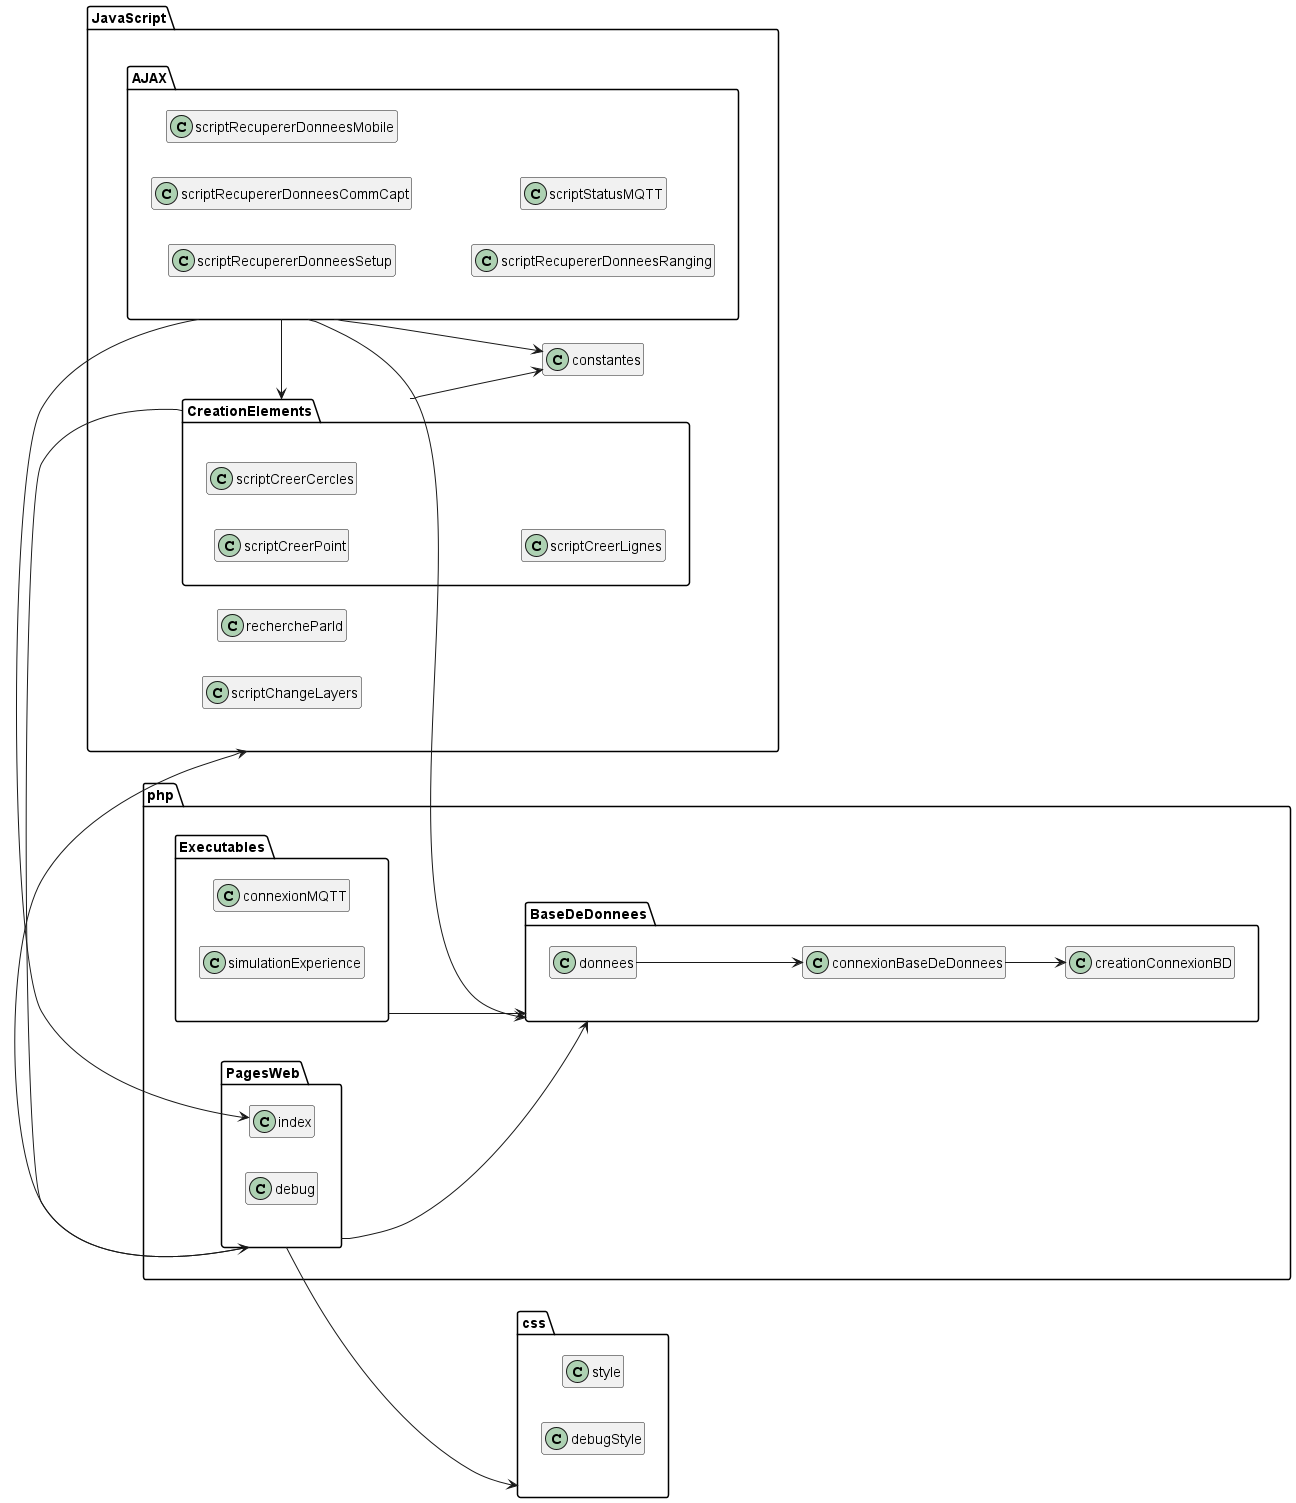 JavaScript
AJAX
C scriptRecupererDonneesMobile
C scriptRecupererDonneesCommCapt
C scriptStatusMQTT
C scriptRecupererDonneesSetup
C scriptRecupererDonneesRanging
C constantes
CreationElements
C scriptCreerCercles
C scriptCreerPoint
C scriptCreerLignes
C rechercheParId
C scriptChangeLayers
php
Executables
C connexionMQTT
C simulationExperience
BaseDeDonnees
C donnees
C connexionBaseDeDonnees
C creationConnexionBD
PagesWeb
C index
C debug
css
C style
C debugStyle